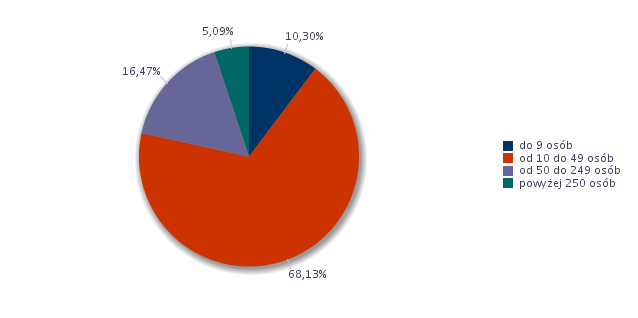 5,09%
10,30%
16,47%
68,13%
do 9 osób
od 10 do 49 osób
od 50 do 249 osób
powyżej 250 osób